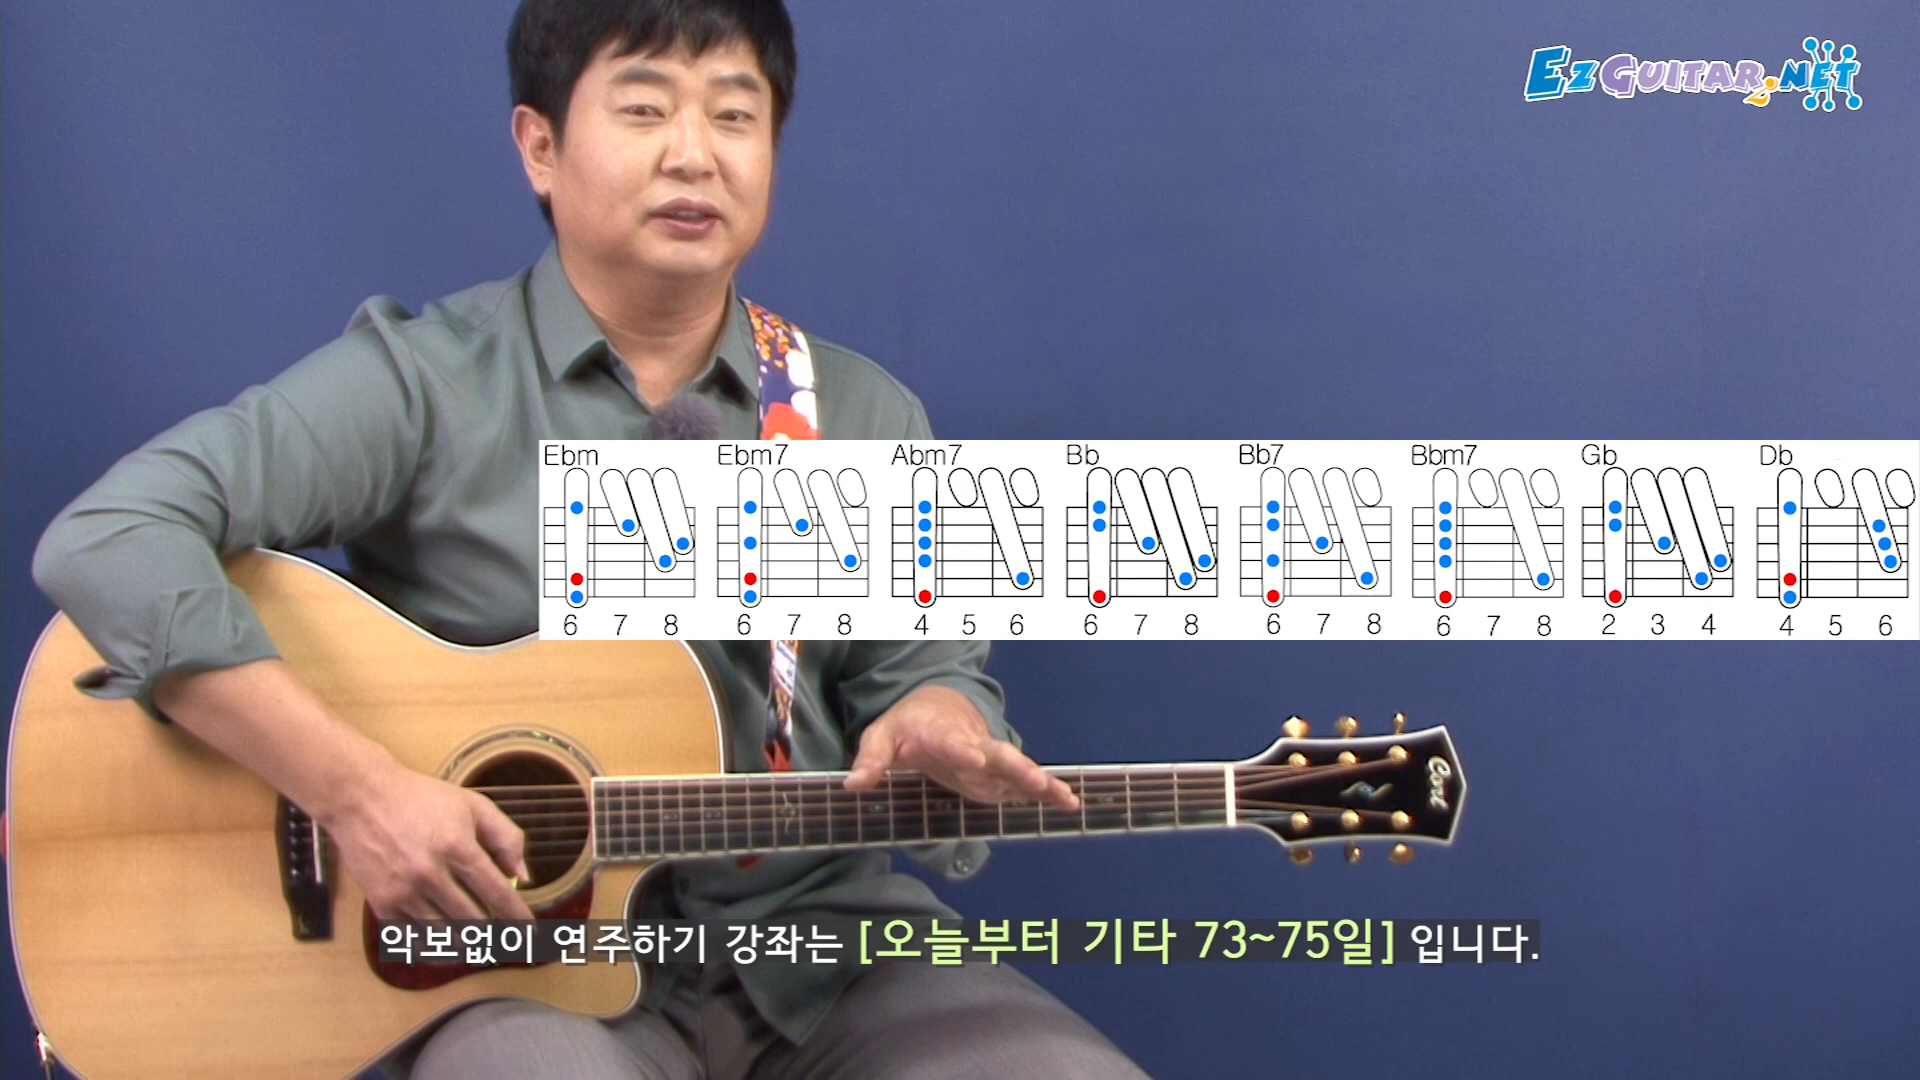 EZGUITAR2.NET
Ebm Ebm7 Abm7 Bb Bb7 Bbm7 Gb Db
6 7 8 6 7 8 4 5 6 6 7 8 6 7 8 6 7 8 2 3 4 4 5 6
Cort
악보없이 연주하기 강좌는 [오늘부터 기타 73~75일] 입니다.